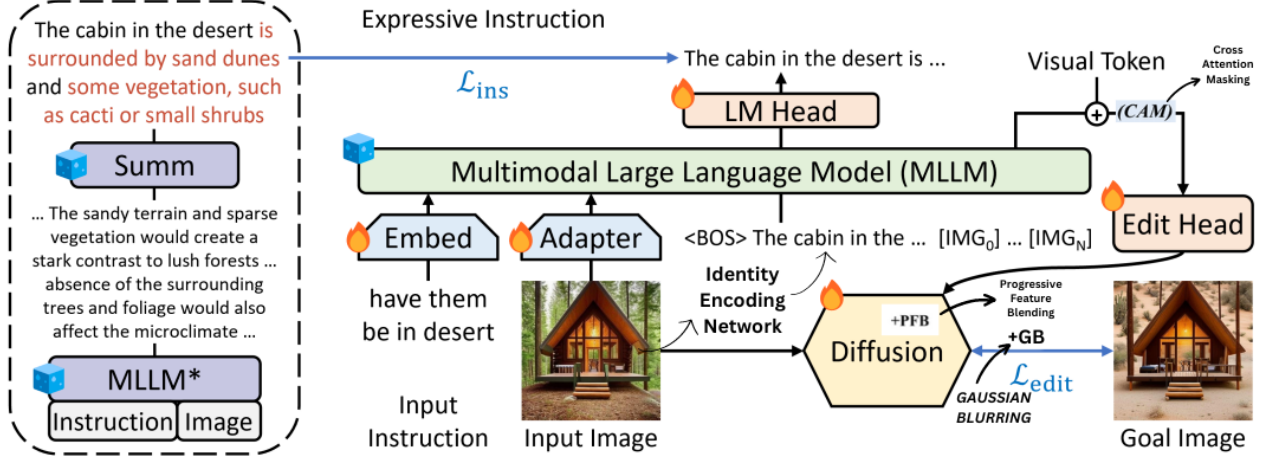 The cabin in the desert is
surrounded by sand dunes
and some vegetation, such
as cacti or small shrubs
Summ
... The sandy terrain and sparse
vegetation would create a
stark contrast to lush forests ...
absence of the surrounding
trees and foliage would also
affect the microclimate ...
MLLM*
Instruction
Image
Expressive Instruction
ℒins
The cabin in the desert is ...
LM Head
Visual Token
+
(CAM)
Cross
Attention
Masking
Multimodal Large Language Model (MLLM)
Embed
Adapter
<BOS> The cabin in the ... [IMG0] ... [IMGN]
Edit Head
have them
be in desert
Identity
Encoding
Network
+PFB
Diffusion
Progressive
Feature
Blending
+GB
ℒedit
GAUSSIAN
BLURRING
Input
Instruction
Input Image
Goal Image